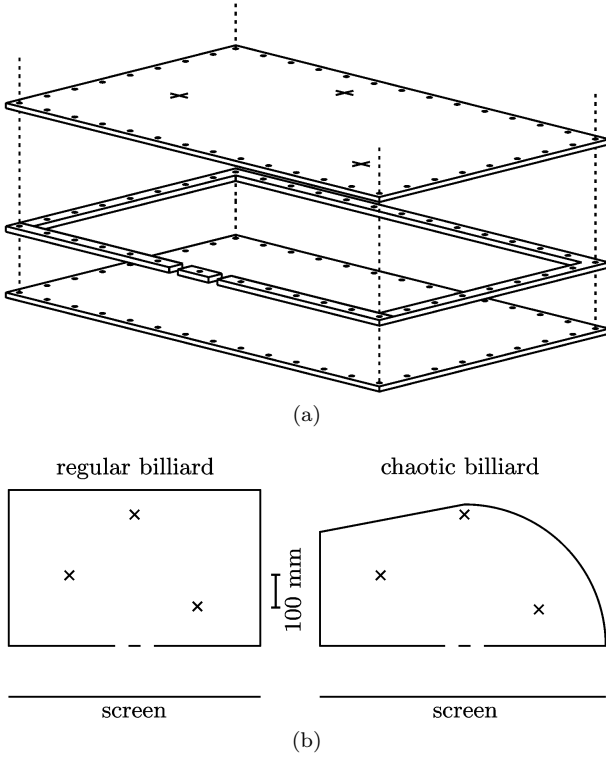 (a)
regular billiard
chaotic billiard
100 mm
screen
screen
(b)